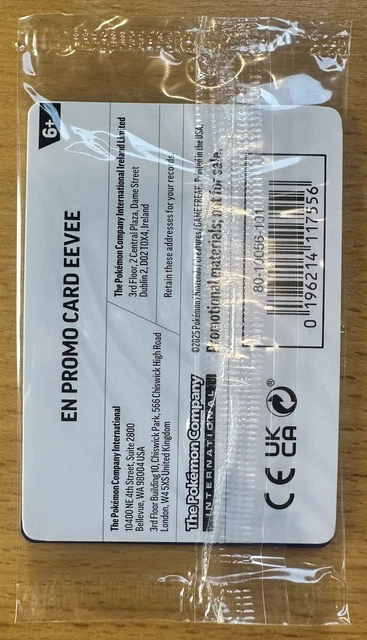 6+
EN PROMO CARD EEVEE
The Pokémon Company International
10400 NE 4th Street, Suite 2800
Bellevue, WA 98004 USA
3rd Floor Building 10, Chiswick Park, 566 Chiswick High Road
London, W4 5XS United Kingdom
The Pokémon Company International Ireland Limited
3rd Floor, 2 Central Plaza, Dame Street
Dublin 2, D02 T0X4, Ireland
Retain these addresses for your records.
The Pokémon Company
INTERNATIONAL
©2025 Pokémon / Nintendo / Creatures / GAME FREAK. Printed in the USA.
Promotional materials; not for sale.
80-10066-101
0 196214 117556
CE UK
CA